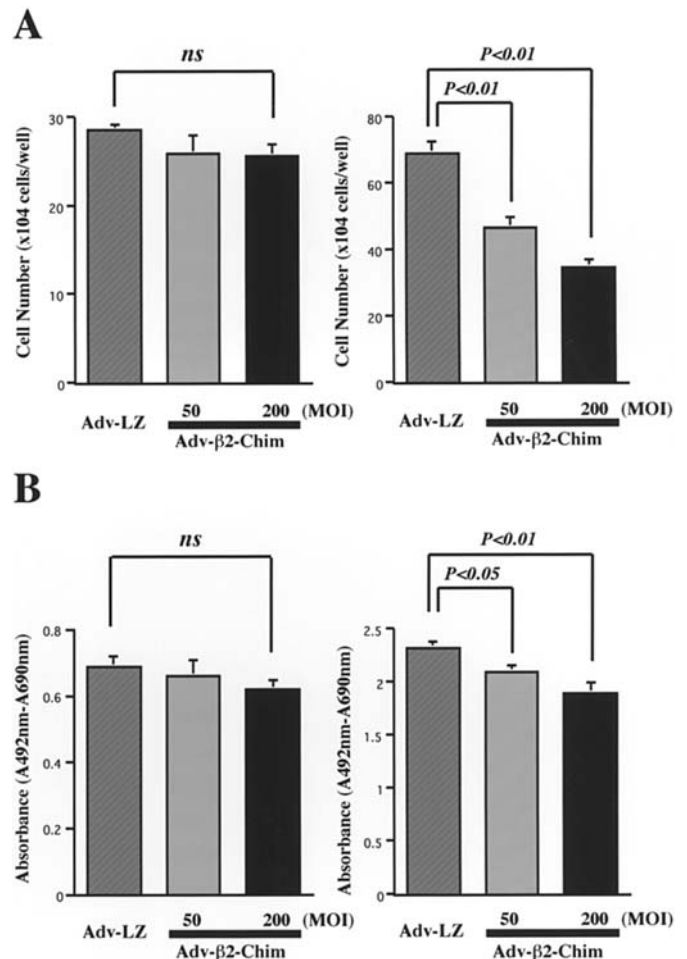 A
ns
P<0.01
P<0.01
Cell Number (x104 cells/well)
30
20
10
0
Adv-LZ
50
200
(MOI)
Adv-β2-Chim
Cell Number (x104 cells/well)
80
60
40
20
0
Adv-LZ
50
200
(MOI)
Adv-β2-Chim
B
ns
P<0.01
P<0.05
Absorbance (A492nm-A690nm)
0.8
0.6
0.4
0.2
0
Adv-LZ
50
200
(MOI)
Adv-β2-Chim
Absorbance (A492nm-A690nm)
2.5
2
1.5
1
0.5
0
Adv-LZ
50
200
(MOI)
Adv-β2-Chim